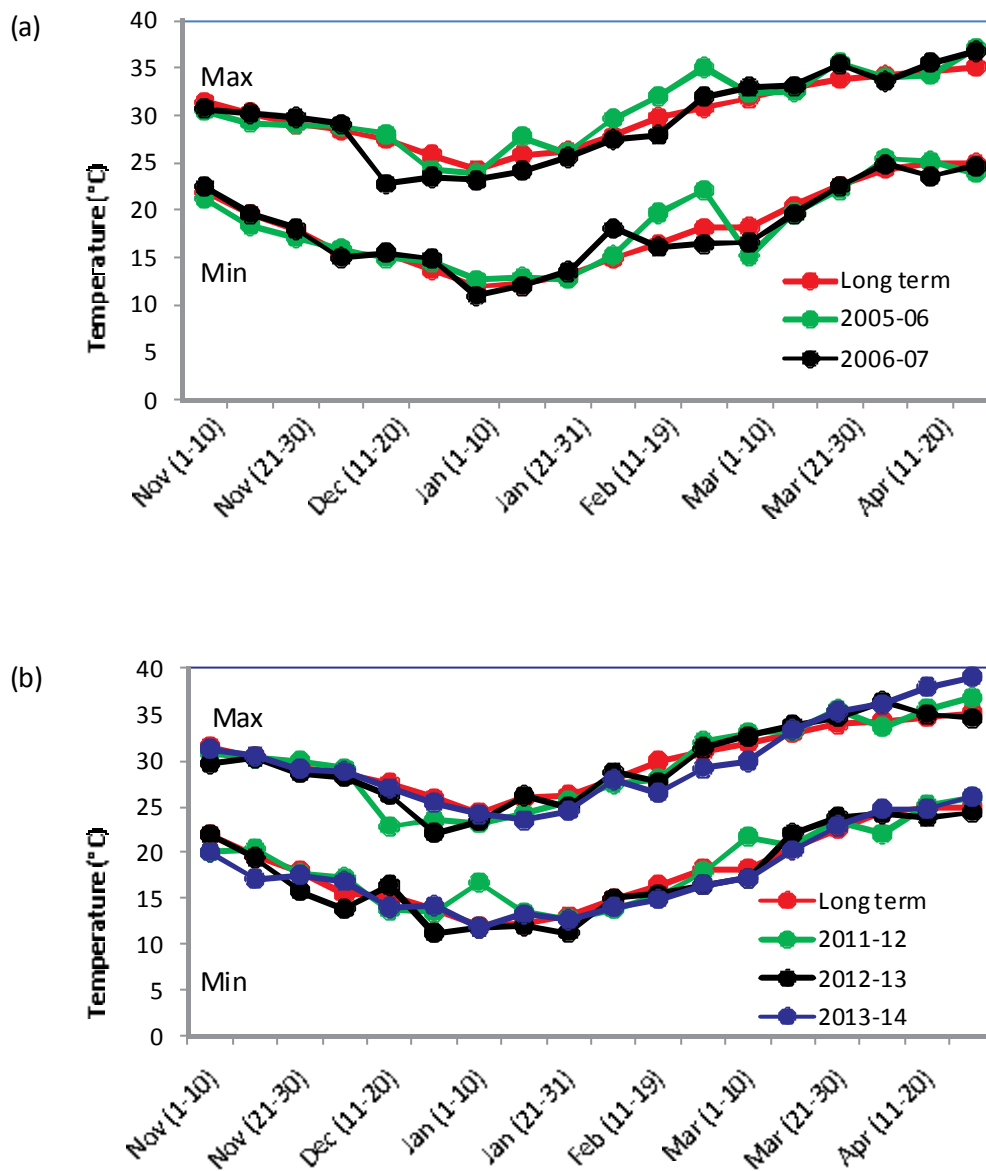 (a)
40
35
30
25
20
15
10
5
0
Temperature (°C)
Max
Min
Long term
2005-06
2006-07
Nov (1-10)
Nov (21-30)
Dec (11-20)
Jan (1-10)
Jan (21-31)
Feb (11-19)
Mar (1-10)
Mar (21-30)
Apr (11-20)
(b)
40
35
30
25
20
15
10
5
0
Temperature (°C)
Max
Min
Long term
2011-12
2012-13
2013-14
Nov (1-10)
Nov (21-30)
Dec (11-20)
Jan (1-10)
Jan (21-31)
Feb (11-19)
Mar (1-10)
Mar (21-30)
Apr (11-20)